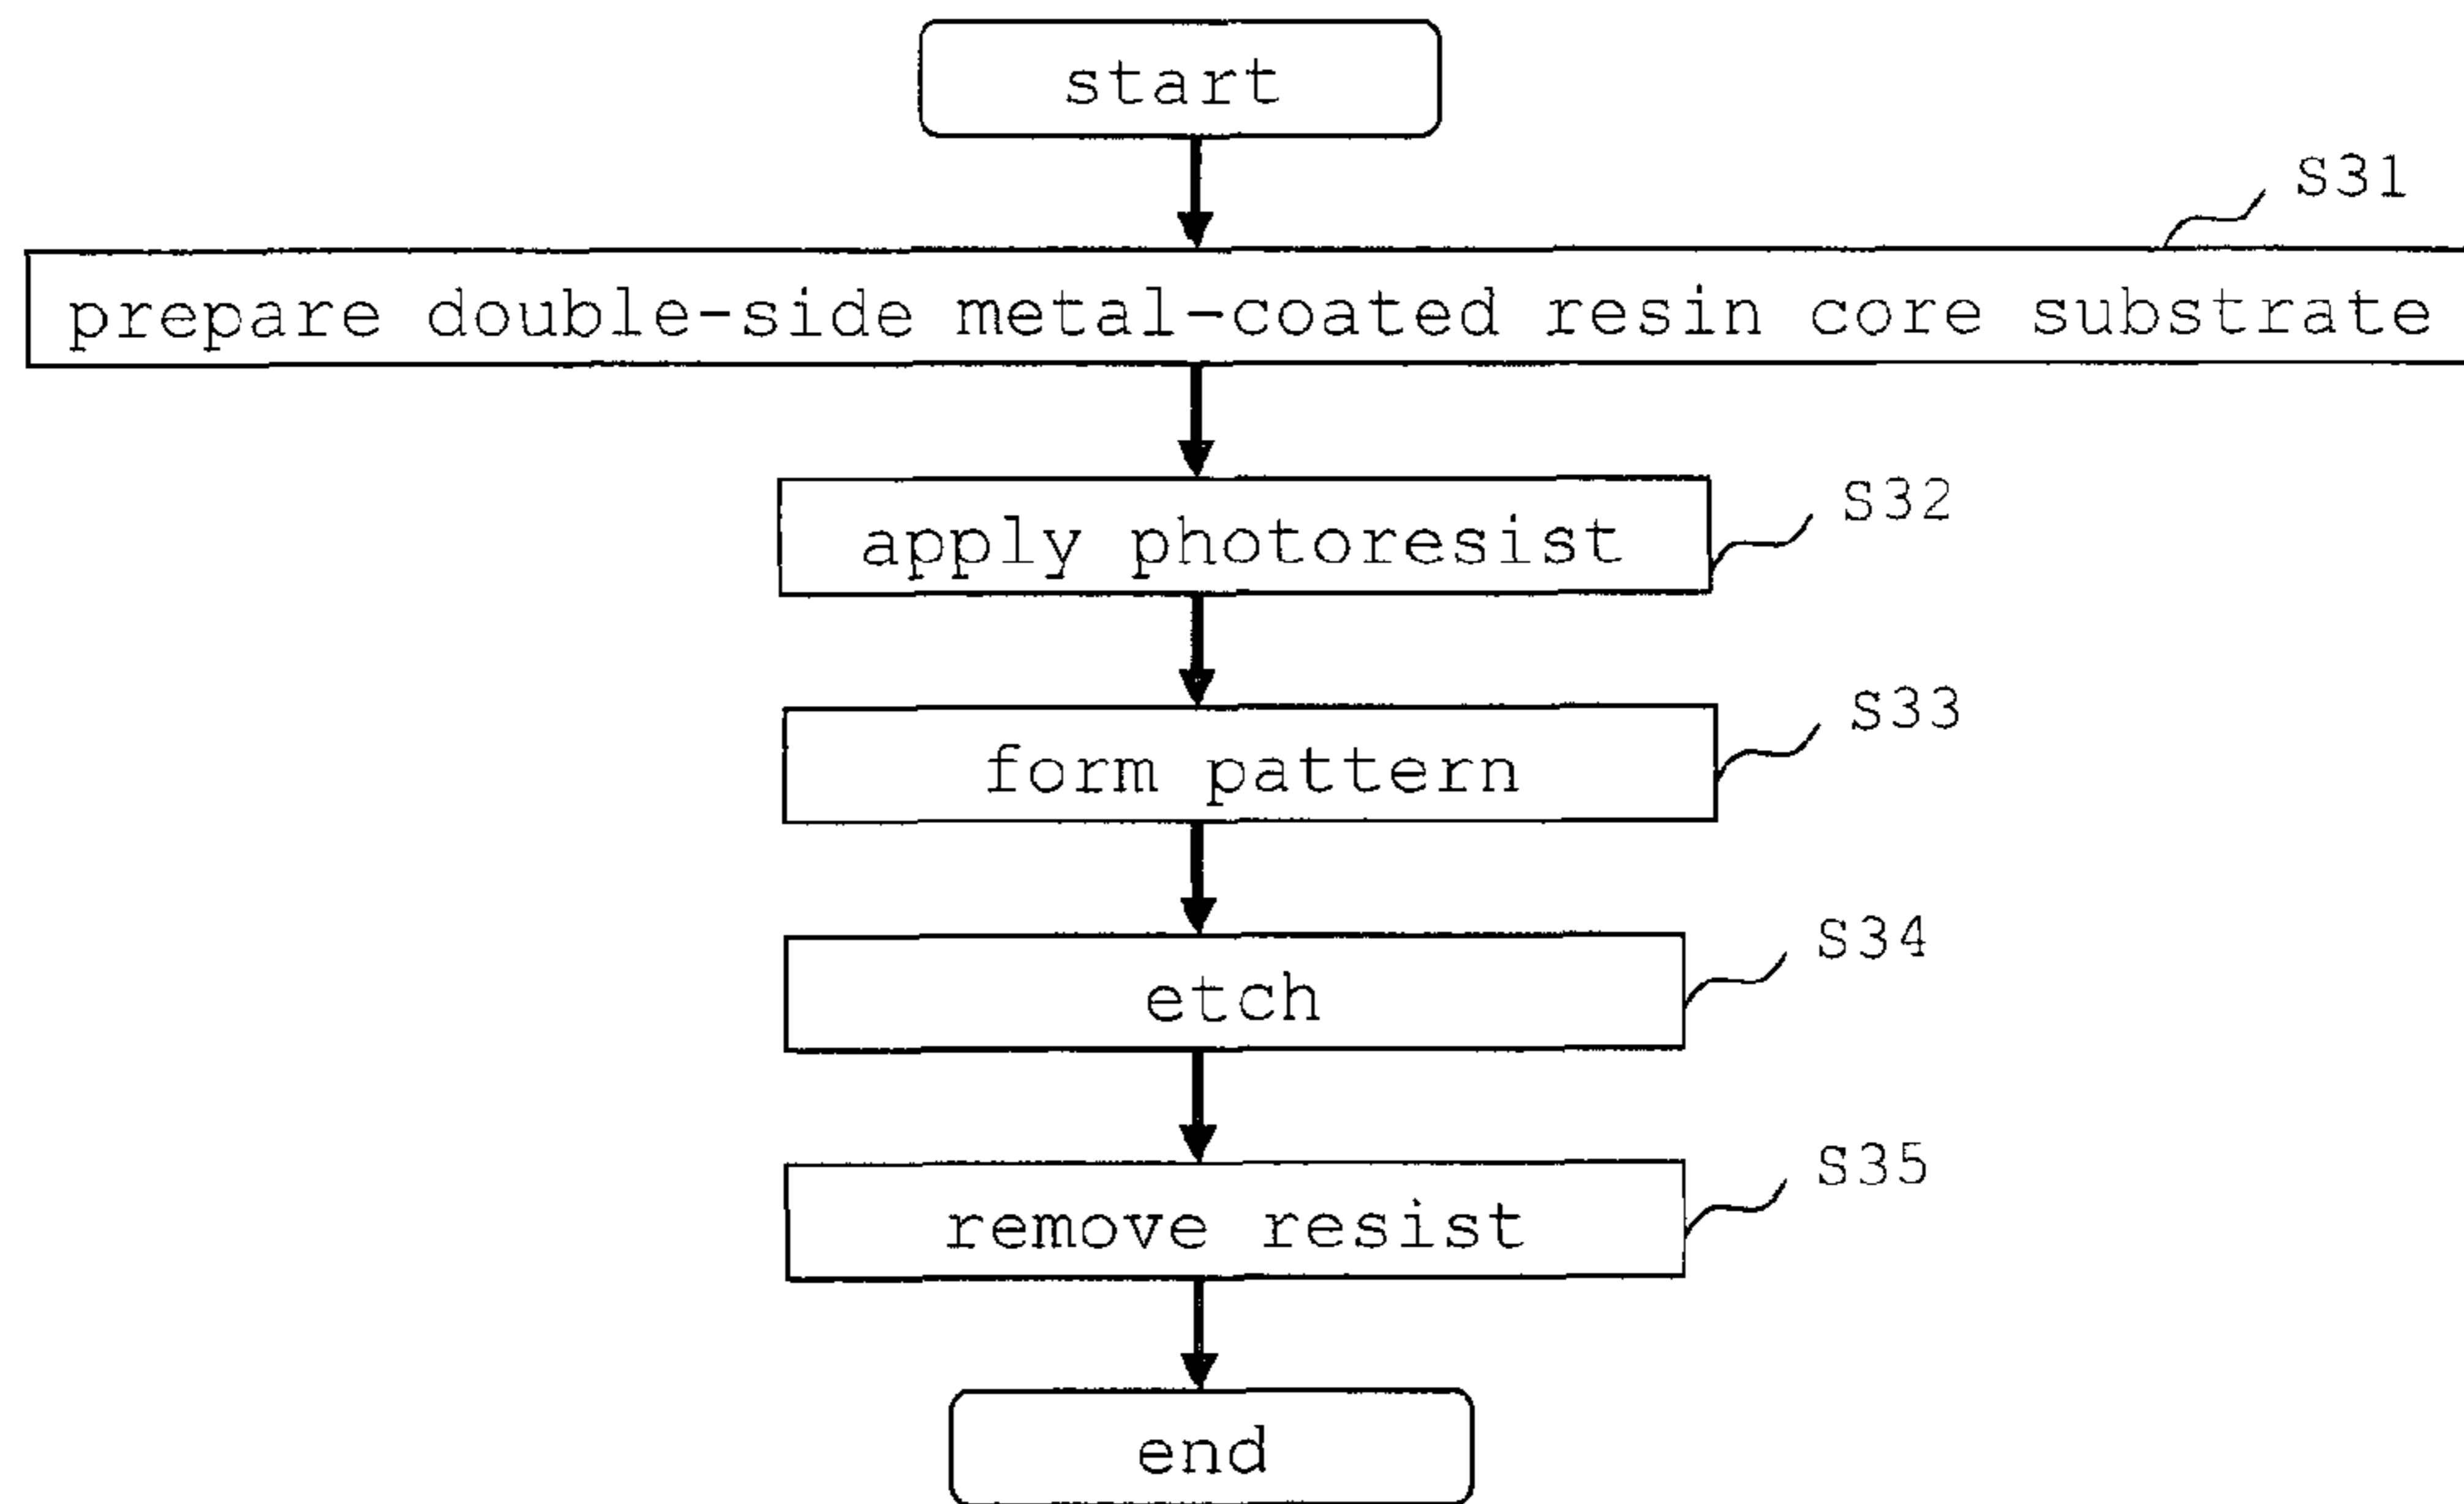 start
S31
prepare double-side metal-coated resin core substrate
S32
apply photoresist
S33
form pattern
S34
etch
S35
remove resist
end